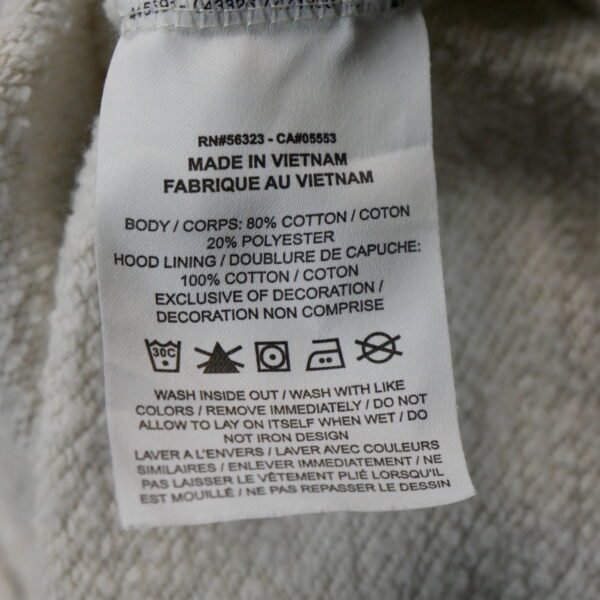 RN#56323 - CA#05553
MADE IN VIETNAM
FABRIQUE AU VIETNAM
BODY / CORPS: 80% COTTON / COTON
20% POLYESTER
HOOD LINING / DOUBLURE DE CAPUCHE:
100% COTTON / COTON
EXCLUSIVE OF DECORATION /
DECORATION NON COMPRISE
30C
WASH INSIDE OUT / WASH WITH LIKE
COLORS / REMOVE IMMEDIATELY / DO NOT
ALLOW TO LAY ON ITSELF WHEN WET / DO
NOT IRON DESIGN
LAVER A L'ENVERS / LAVER AVEC COULEURS
SIMILAIRES / ENLEVER IMMEDIATEMENT / NE
PAS LAISSER LE VÊTEMENT PLIÉ LORSQU'IL
EST MOUILLÉ / NE PAS REPASSER LE DESSIN